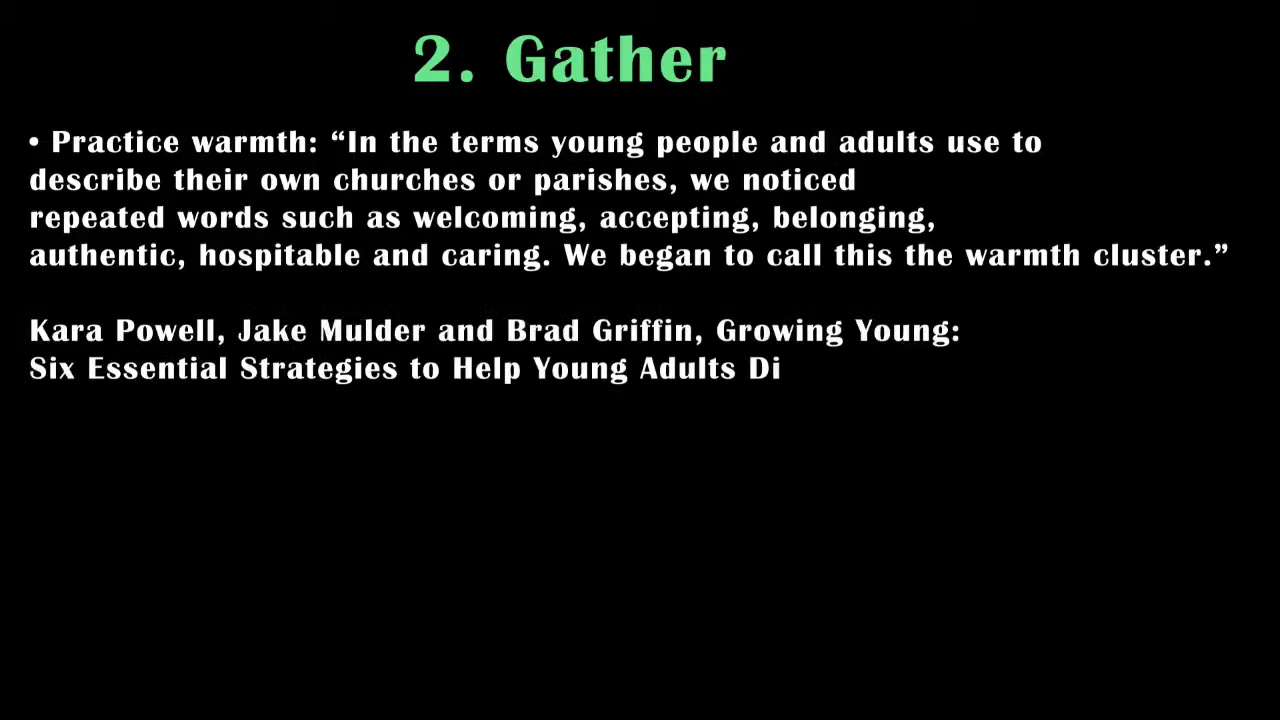 2. Gather
• Practice warmth: “In the terms young people and adults use to
describe their own churches or parishes, we noticed
repeated words such as welcoming, accepting, belonging,
authentic, hospitable and caring. We began to call this the warmth cluster.”
Kara Powell, Jake Mulder and Brad Griffin, Growing Young:
Six Essential Strategies to Help Young Adults Di